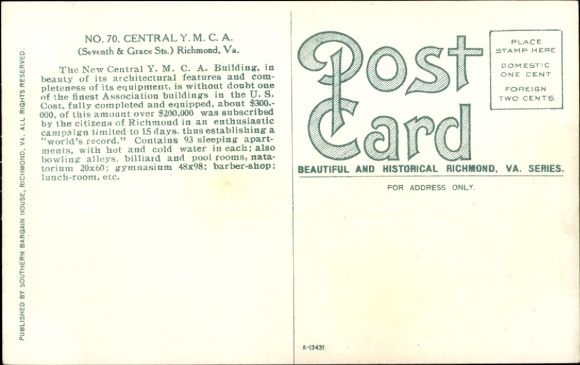 NO. 70. CENTRAL Y. M. C. A.
(Seventh & Grace Sts.) Richmond, Va.
The New Central Y. M. C. A. Building, in
beauty of its architectural features and com-
pleteness of its equipment, is without doubt one
of the finest Association buildings in the U. S.
Cost, fully completed and equipped, about $300,-
000, of this amount over $200,000 was subscribed
by the citizens of Richmond in an enthusiastic
campaign limited to 15 days, thus establishing a
"world's record." Contains 93 sleeping apart-
ments, with hot and cold water in each; also
bowling alleys, billiard and pool rooms, nata-
torium 20x60; gymnasium 48x98; barber-shop;
lunch-room, etc.
PUBLISHED BY SOUTHERN BARGAIN HOUSE, RICHMOND, VA. ALL RIGHTS RESERVED.
Post
Card
PLACE
STAMP HERE
DOMESTIC
ONE CENT
FOREIGN
TWO CENTS
BEAUTIFUL AND HISTORICAL RICHMOND, VA. SERIES.
FOR ADDRESS ONLY.
A-13431